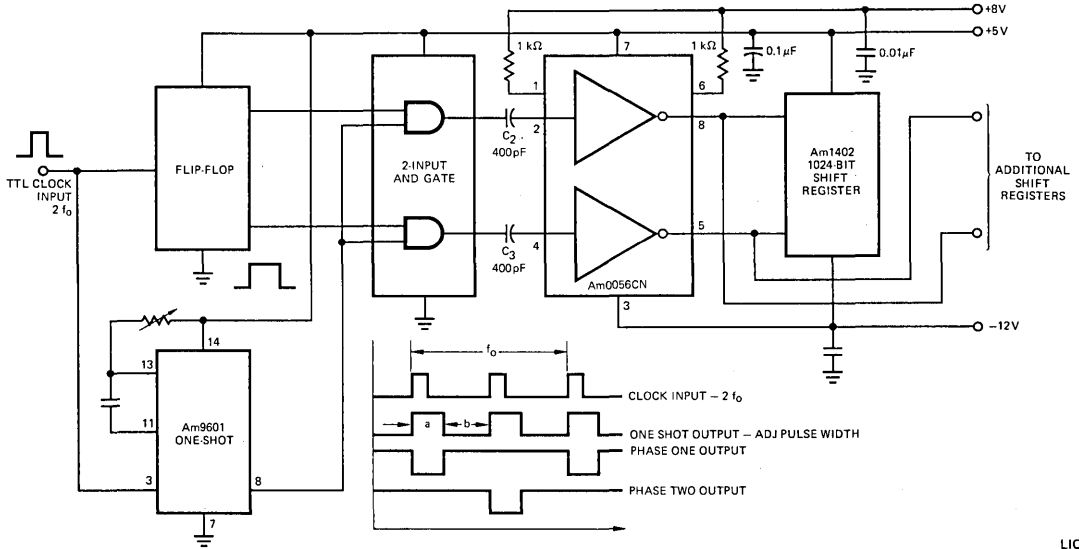 +8V
+5V
1 kΩ
7
1 kΩ
0.1µF
0.01µF
1
6
2
8
C2
400pF
FLIP-FLOP
2-INPUT
AND GATE
TTL CLOCK
INPUT
2 fo
Am1402
1024-BIT
SHIFT
REGISTER
TO
ADDITIONAL
SHIFT
REGISTERS
4
5
C3
400pF
Am0056CN
3
-12V
14
13
11
Am9601
ONE-SHOT
3
8
7
fo
CLOCK INPUT – 2 fo
a
b
ONE SHOT OUTPUT – ADJ PULSE WIDTH
PHASE ONE OUTPUT
PHASE TWO OUTPUT
LIC